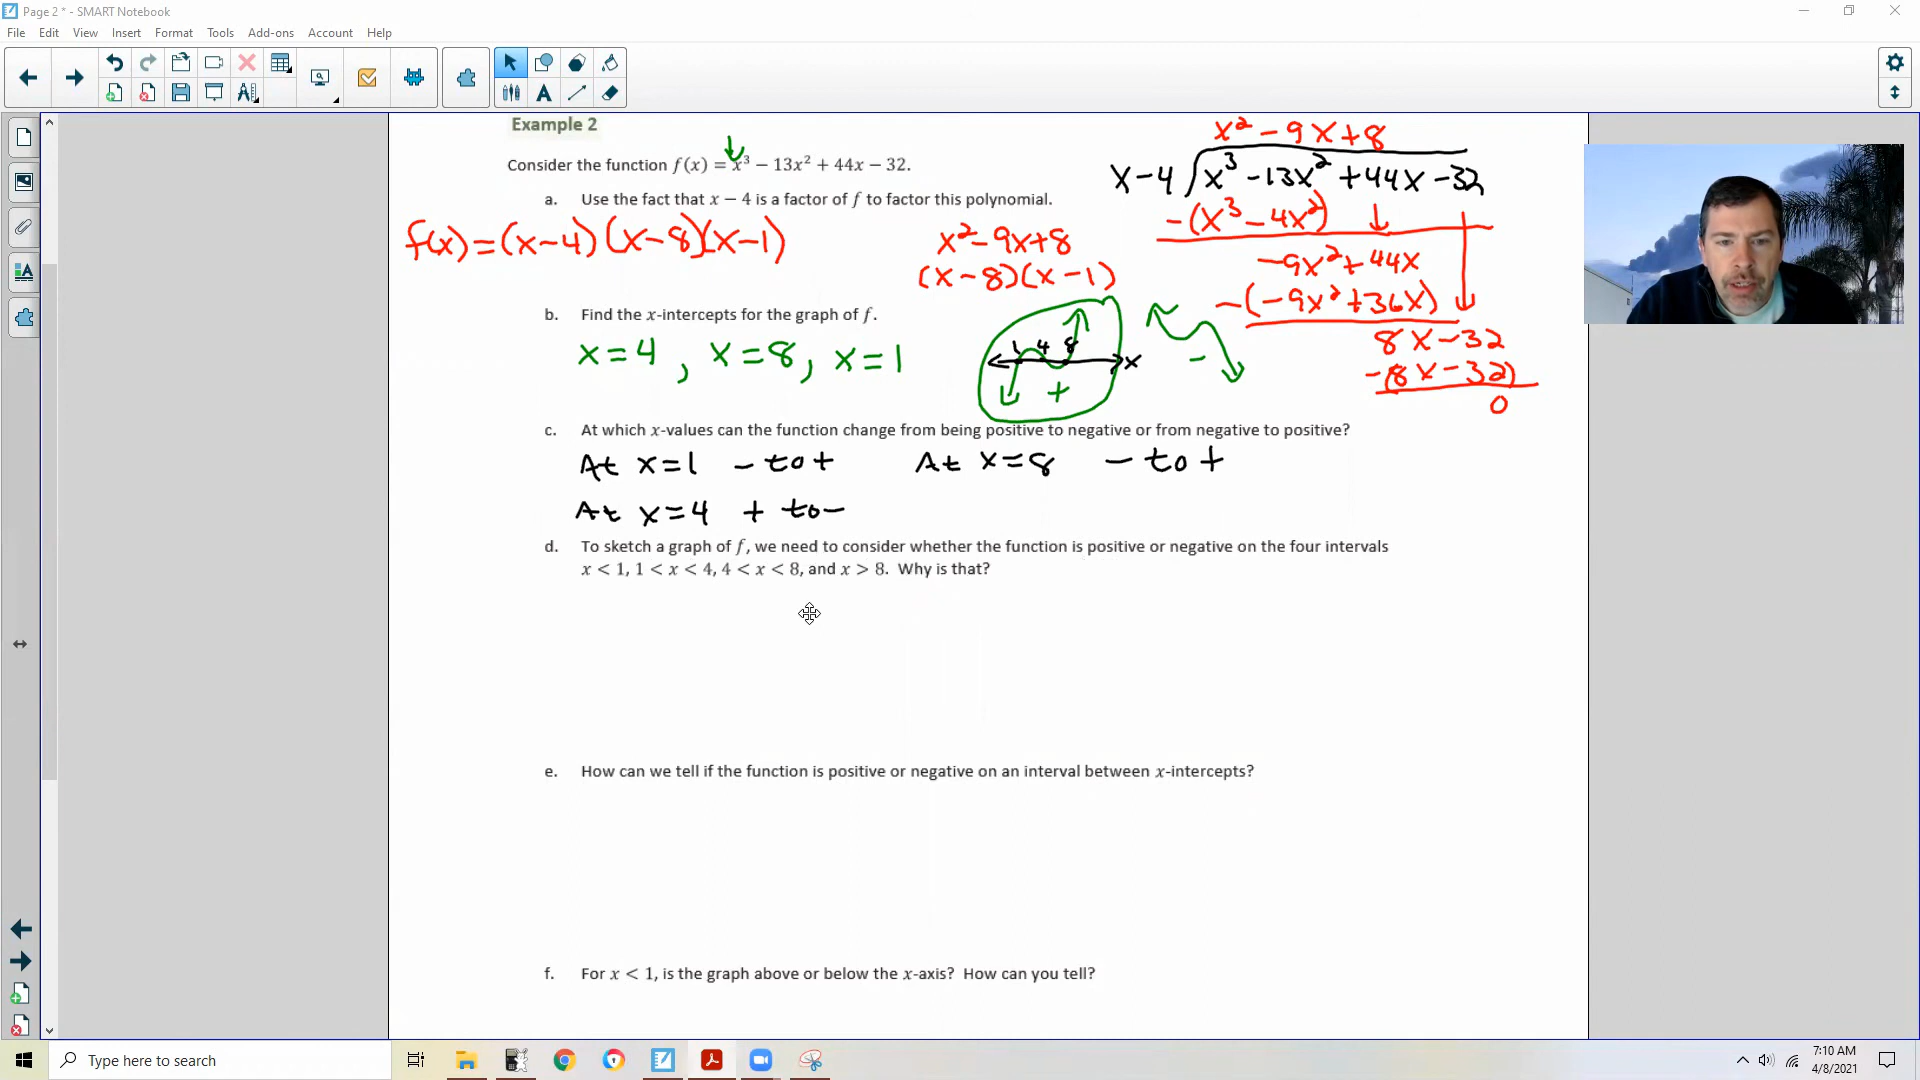 Page 2 * - SMART Notebook
File Edit View Insert Format Tools Add-ons Account Help
Example 2
Consider the function f(x) = x³ − 13x² + 44x − 32.
a. Use the fact that x − 4 is a factor of f to factor this polynomial.
f(x) = (x-4)(x-8)(x-1)
x²-9x+8
(x-8)(x-1)
x² - 9x + 8
x-4 x³ -13x² +44x -32
-(x³ - 4x²)
-9x² + 44x
-(-9x² + 36x)
8x - 32
-(8x - 32)
0
b. Find the x-intercepts for the graph of f.
x=4 , x=8, x=1
1 4 8 x
+
-
c. At which x-values can the function change from being positive to negative or from negative to positive?
At x=1 - to + At x=8 - to +
At x=4 + to -
d. To sketch a graph of f, we need to consider whether the function is positive or negative on the four intervals
x < 1, 1 < x < 4, 4 < x < 8, and x > 8. Why is that?
e. How can we tell if the function is positive or negative on an interval between x-intercepts?
f. For x < 1, is the graph above or below the x-axis? How can you tell?
Type here to search
7:10 AM
4/8/2021